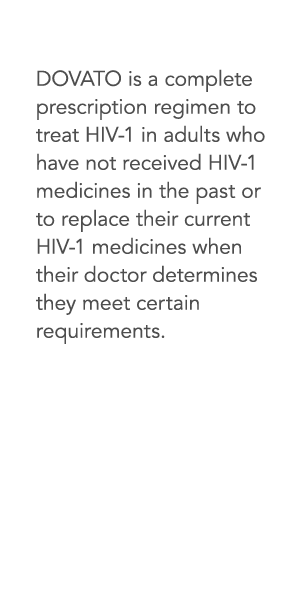 DOVATO is a complete
prescription regimen to
treat HIV-1 in adults who
have not received HIV-1
medicines in the past or
to replace their current
HIV-1 medicines when
their doctor determines
they meet certain
requirements.